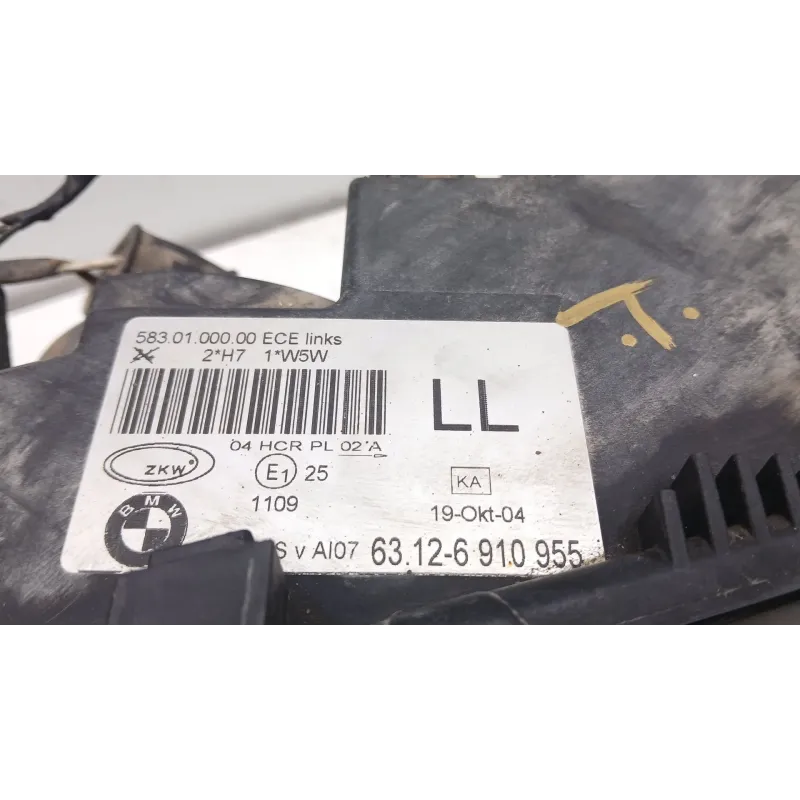 583.01.000.00 ECE links
2*H7 1*W5W
LL
04 HCR PL 02 A
ZKW
E1 25
KA
1109
19-Okt-04
BMW
S v AI07 63.12-6 910 955